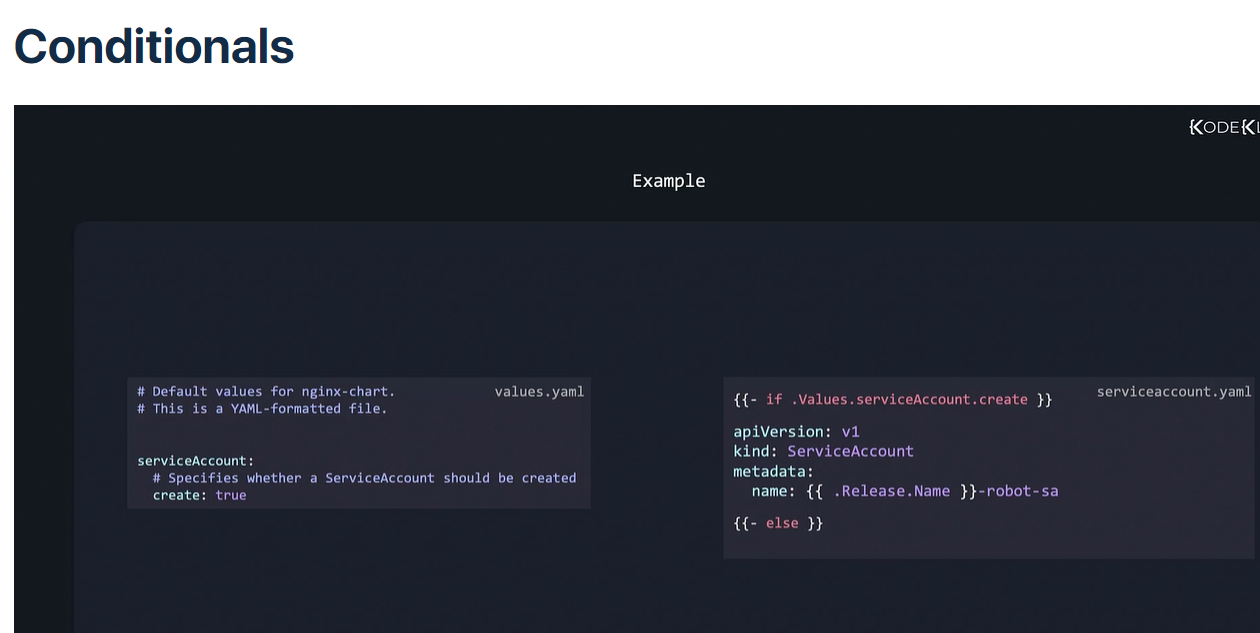 Conditionals
Example
# Default values for nginx-chart.
values.yaml
# This is a YAML-formatted file.
serviceAccount:
  # Specifies whether a ServiceAccount should be created
  create: true
serviceaccount.yaml
{{- if .Values.serviceAccount.create }}
apiVersion: v1
kind: ServiceAccount
metadata:
  name: {{ .Release.Name }}-robot-sa
{{- else }}